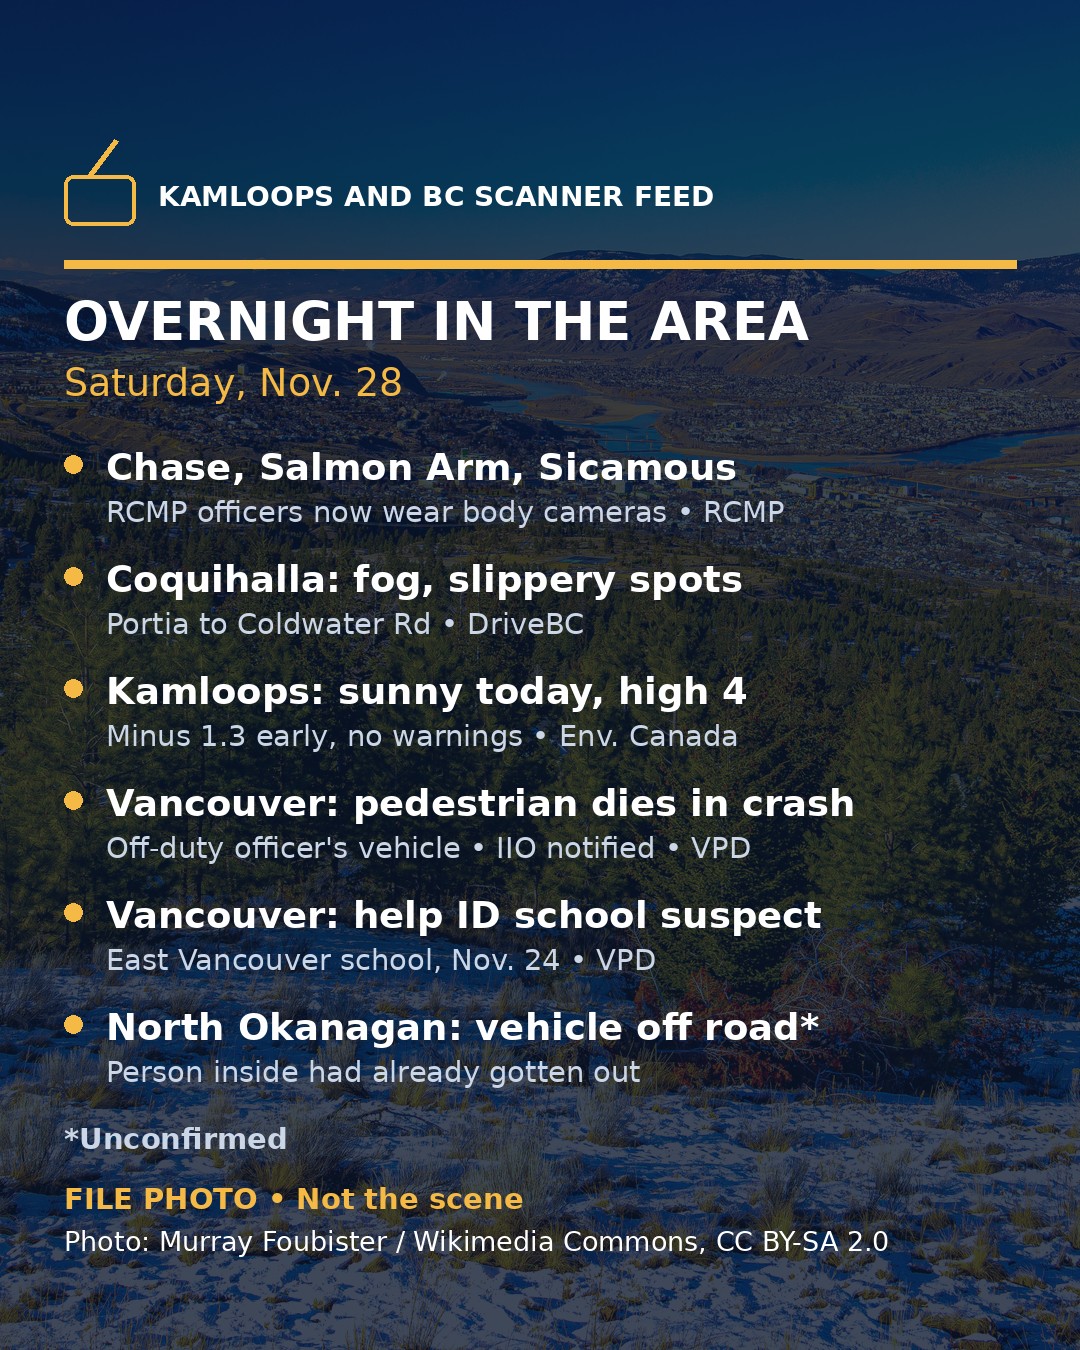 KAMLOOPS AND BC SCANNER FEED
OVERNIGHT IN THE AREA
Saturday, Nov. 28
Chase, Salmon Arm, Sicamous
RCMP officers now wear body cameras • RCMP
Coquihalla: fog, slippery spots
Portia to Coldwater Rd • DriveBC
Kamloops: sunny today, high 4
Minus 1.3 early, no warnings • Env. Canada
Vancouver: pedestrian dies in crash
Off-duty officer's vehicle • IIO notified • VPD
Vancouver: help ID school suspect
East Vancouver school, Nov. 24 • VPD
North Okanagan: vehicle off road*
Person inside had already gotten out
*Unconfirmed
FILE PHOTO • Not the scene
Photo: Murray Foubister / Wikimedia Commons, CC BY-SA 2.0